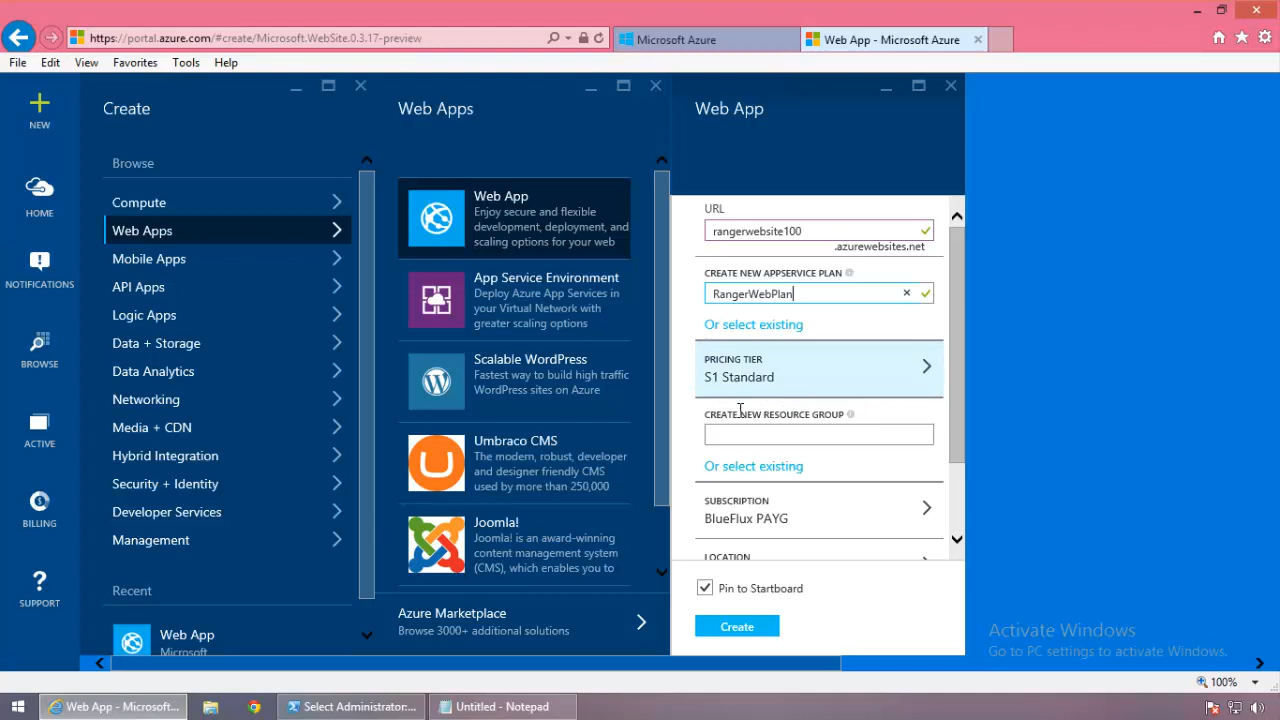 https://portal.azure.com/#create/Microsoft.WebSite.0.3.17-preview
Microsoft Azure
Web App - Microsoft Azure
File Edit View Favorites Tools Help
NEW
HOME
NOTIFICATIONS
BROWSE
ACTIVE
BILLING
SUPPORT
Create
Browse
Compute
Web Apps
Mobile Apps
API Apps
Logic Apps
Data + Storage
Data Analytics
Networking
Media + CDN
Hybrid Integration
Security + Identity
Developer Services
Management
Recent
Web App
Microsoft
Web Apps
Web App
Enjoy secure and flexible
development, deployment, and
scaling options for your web
App Service Environment
Deploy Azure App Services in
your Virtual Network with
greater scaling options
Scalable WordPress
Fastest way to build high traffic
WordPress sites on Azure
Umbraco CMS
The modern, robust, developer
and designer friendly CMS
used by more than 250,000
Joomla!
Joomla! is an award-winning
content management system
(CMS), which enables you to
Azure Marketplace
Browse 3000+ additional solutions
Web App
URL
rangerwebsite100
.azurewebsites.net
CREATE NEW APPSERVICE PLAN
RangerWebPlan
Or select existing
PRICING TIER
S1 Standard
CREATE NEW RESOURCE GROUP
Or select existing
SUBSCRIPTION
BlueFlux PAYG
LOCATION
Pin to Startboard
Create
Activate Windows
Go to PC settings to activate Windows.
100%
Web App - Microsoft...
Select Administrator:...
Untitled - Notepad